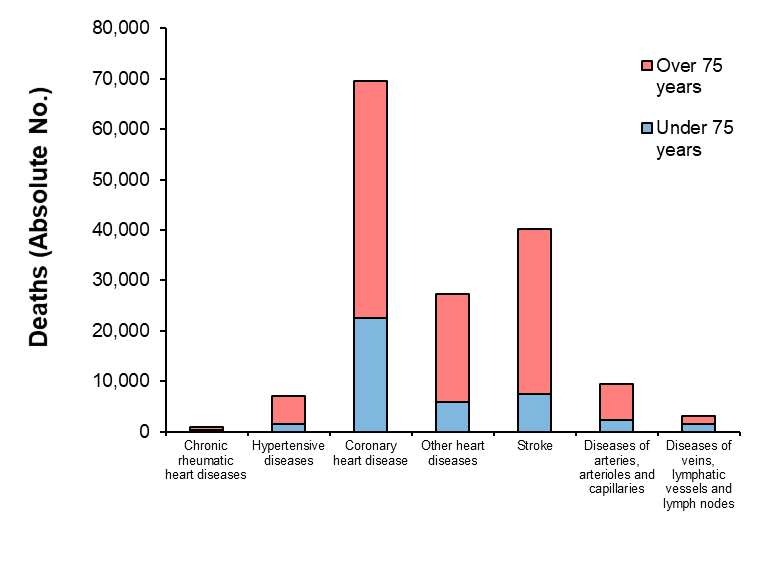 80,000
70,000
60,000
50,000
40,000
30,000
20,000
10,000
0
Deaths (Absolute No.)
Over 75
years
Under 75
years
Chronic
rheumatic
heart diseases
Hypertensive
diseases
Coronary
heart disease
Other heart
diseases
Stroke
Diseases of
arteries,
arterioles and
capillaries
Diseases of
veins,
lymphatic
vessels and
lymph nodes